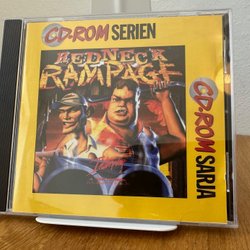 CD-ROM SERIEN
REDNECK
RAMPAGE
CD-ROM SARJA